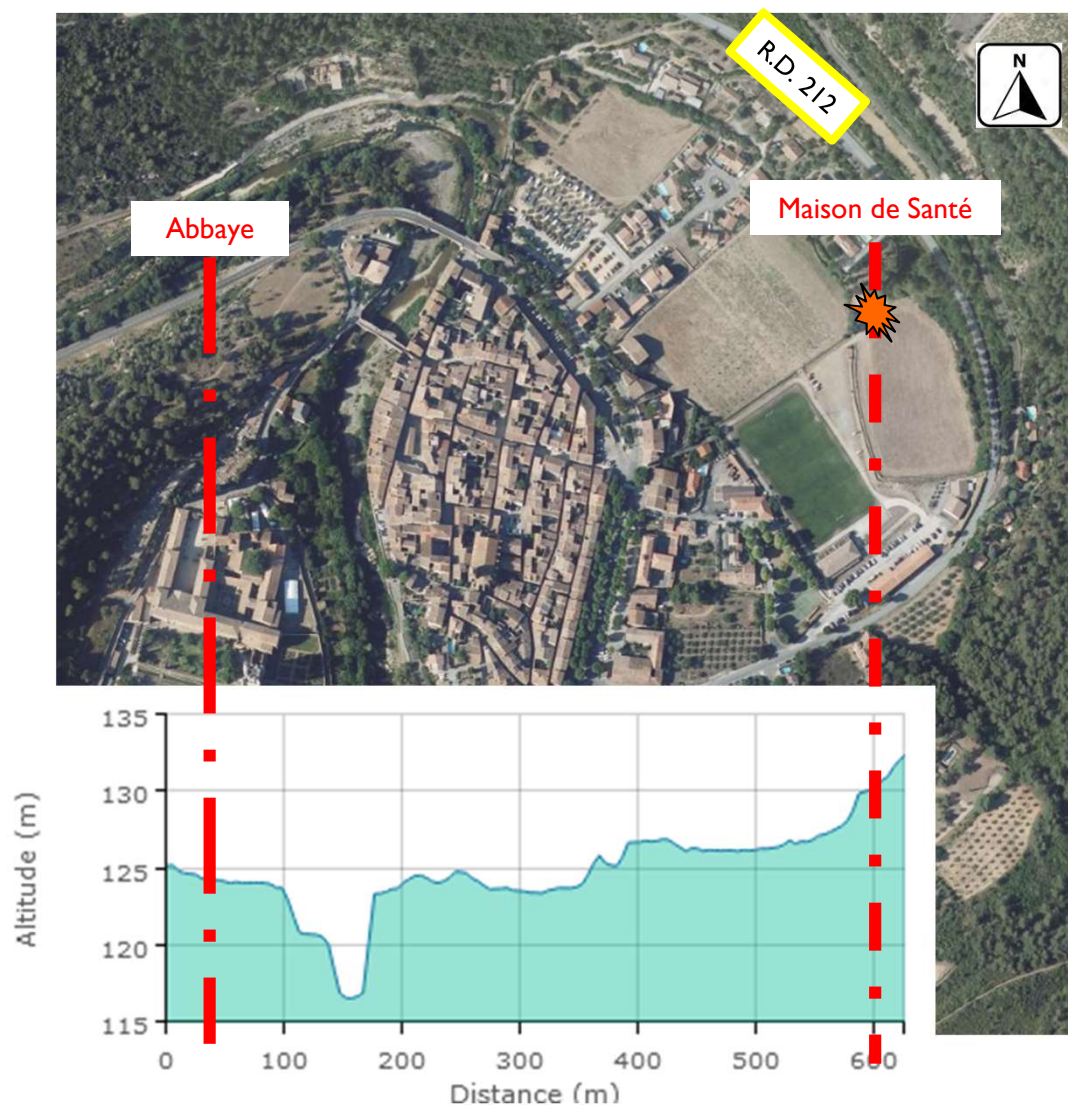 R.D. 212
N
Abbaye
Maison de Santé
135
130
125
120
115
Altitude (m)
0 100 200 300 400 500 600
Distance (m)